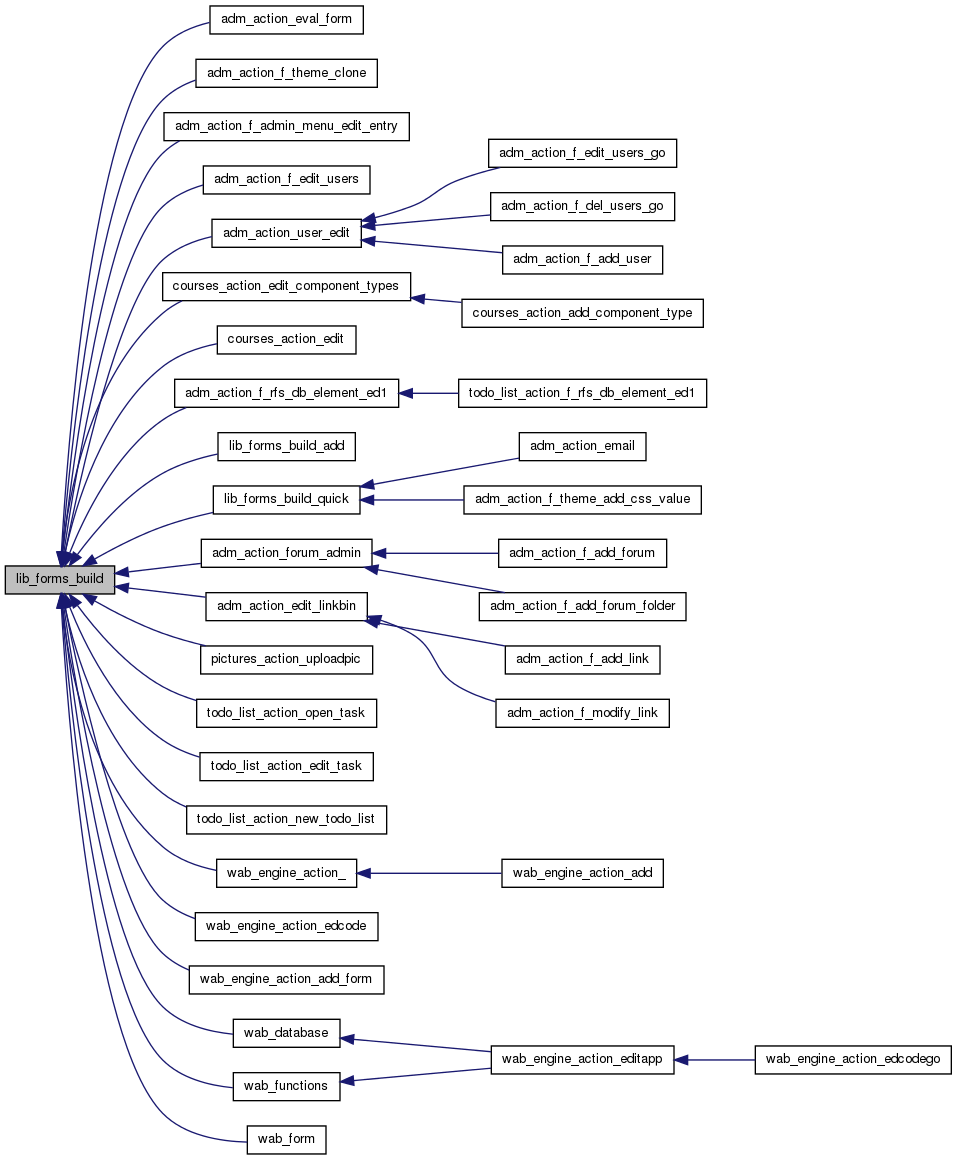 adm_action_eval_form
adm_action_f_theme_clone
adm_action_f_admin_menu_edit_entry
adm_action_f_edit_users_go
adm_action_f_edit_users
adm_action_f_del_users_go
adm_action_user_edit
adm_action_f_add_user
courses_action_edit_component_types
courses_action_add_component_type
courses_action_edit
adm_action_f_rfs_db_element_ed1
todo_list_action_f_rfs_db_element_ed1
lib_forms_build_add
adm_action_email
lib_forms_build_quick
adm_action_f_theme_add_css_value
adm_action_forum_admin
adm_action_f_add_forum
lib_forms_build
adm_action_edit_linkbin
adm_action_f_add_forum_folder
pictures_action_uploadpic
adm_action_f_add_link
todo_list_action_open_task
adm_action_f_modify_link
todo_list_action_edit_task
todo_list_action_new_todo_list
wab_engine_action_
wab_engine_action_add
wab_engine_action_edcode
wab_engine_action_add_form
wab_database
wab_engine_action_editapp
wab_engine_action_edcodego
wab_functions
wab_form